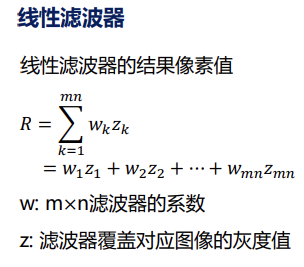 线性滤波器
线性滤波器的结果像素值
R = ∑_{k=1}^{mn} w_k z_k
= w_1 z_1 + w_2 z_2 + ⋯ + w_{mn} z_{mn}
w: m×n滤波器的系数
z: 滤波器覆盖对应图像的灰度值